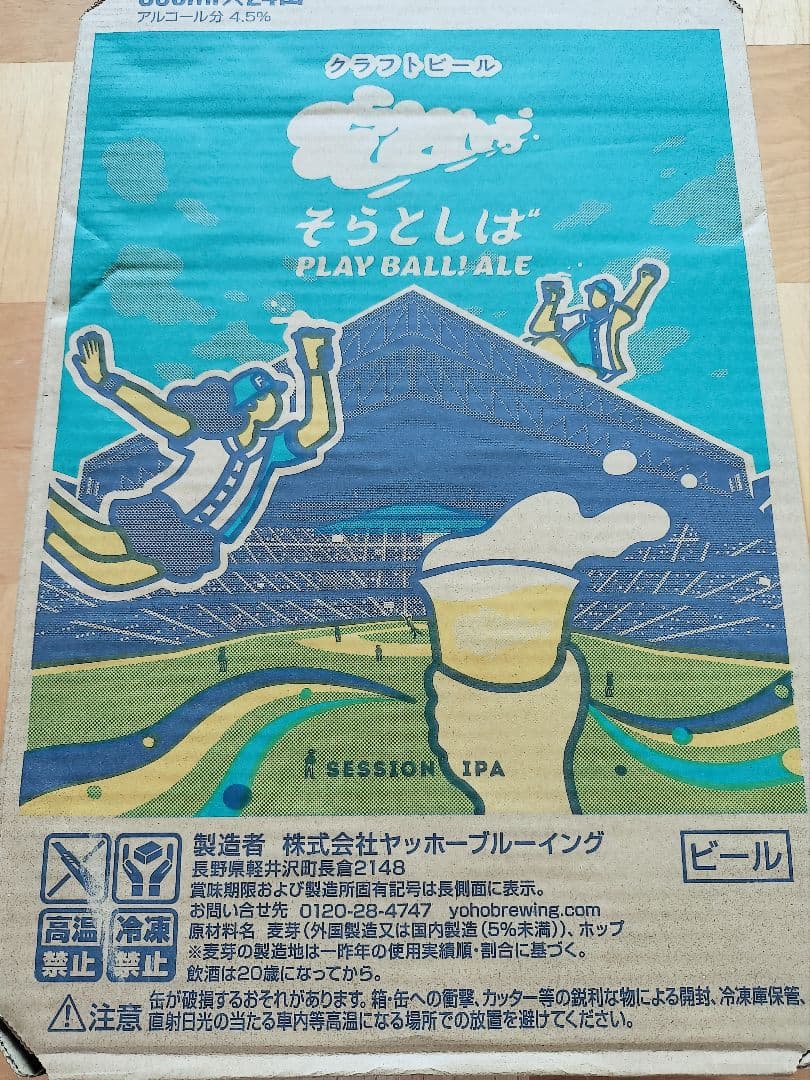 アルコール分 4.5%
クラフトビール
そらとしば
PLAY BALL! ALE
F
SESSION IPA
製造者 株式会社ヤッホーブルーイング
ビール
長野県軽井沢町長倉2148
賞味期限および製造所固有記号は長側面に表示。
お問い合せ先 0120-28-4747 yohobrewing.com
高温
禁止
冷凍
禁止
原材料名 麦芽(外国製造又は国内製造(5%未満))、ホップ
※麦芽の製造地は一昨年の使用実績順・割合に基づく。
飲酒は20歳になってから。
注意 缶が破損するおそれがあります。箱・缶への衝撃、カッター等の鋭利な物による開封、冷凍庫保管、
直射日光の当たる車内等高温になる場所での放置を避けてください。